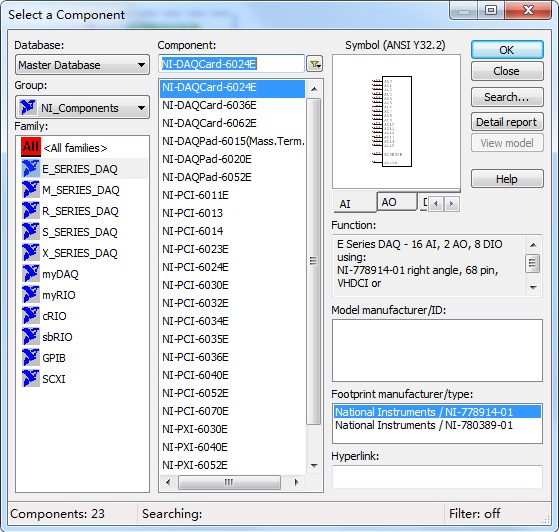 Select a Component
Database:
Master Database
Group:
NI_Components
Family:
All <All families>
E_SERIES_DAQ
M_SERIES_DAQ
R_SERIES_DAQ
S_SERIES_DAQ
X_SERIES_DAQ
myDAQ
myRIO
cRIO
sbRIO
GPIB
SCXI
Component:
NI-DAQCard-6024E
NI-DAQCard-6024E
NI-DAQCard-6036E
NI-DAQCard-6062E
NI-DAQPad-6015(Mass.Term.
NI-DAQPad-6020E
NI-DAQPad-6052E
NI-PCI-6011E
NI-PCI-6013
NI-PCI-6014
NI-PCI-6023E
NI-PCI-6024E
NI-PCI-6030E
NI-PCI-6032E
NI-PCI-6034E
NI-PCI-6035E
NI-PCI-6036E
NI-PCI-6040E
NI-PCI-6052E
NI-PCI-6070E
NI-PXI-6030E
NI-PXI-6040E
NI-PXI-6052E
Symbol (ANSI Y32.2)
AI
AO
Function:
E Series DAQ - 16 AI, 2 AO, 8 DIO
using:
NI-778914-01 right angle, 68 pin,
VHDCI or
Model manufacturer/ID:
Footprint manufacturer/type:
National Instruments / NI-778914-01
National Instruments / NI-780389-01
Hyperlink:
OK
Close
Search...
Detail report
View model
Help
Components: 23
Searching:
Filter: off